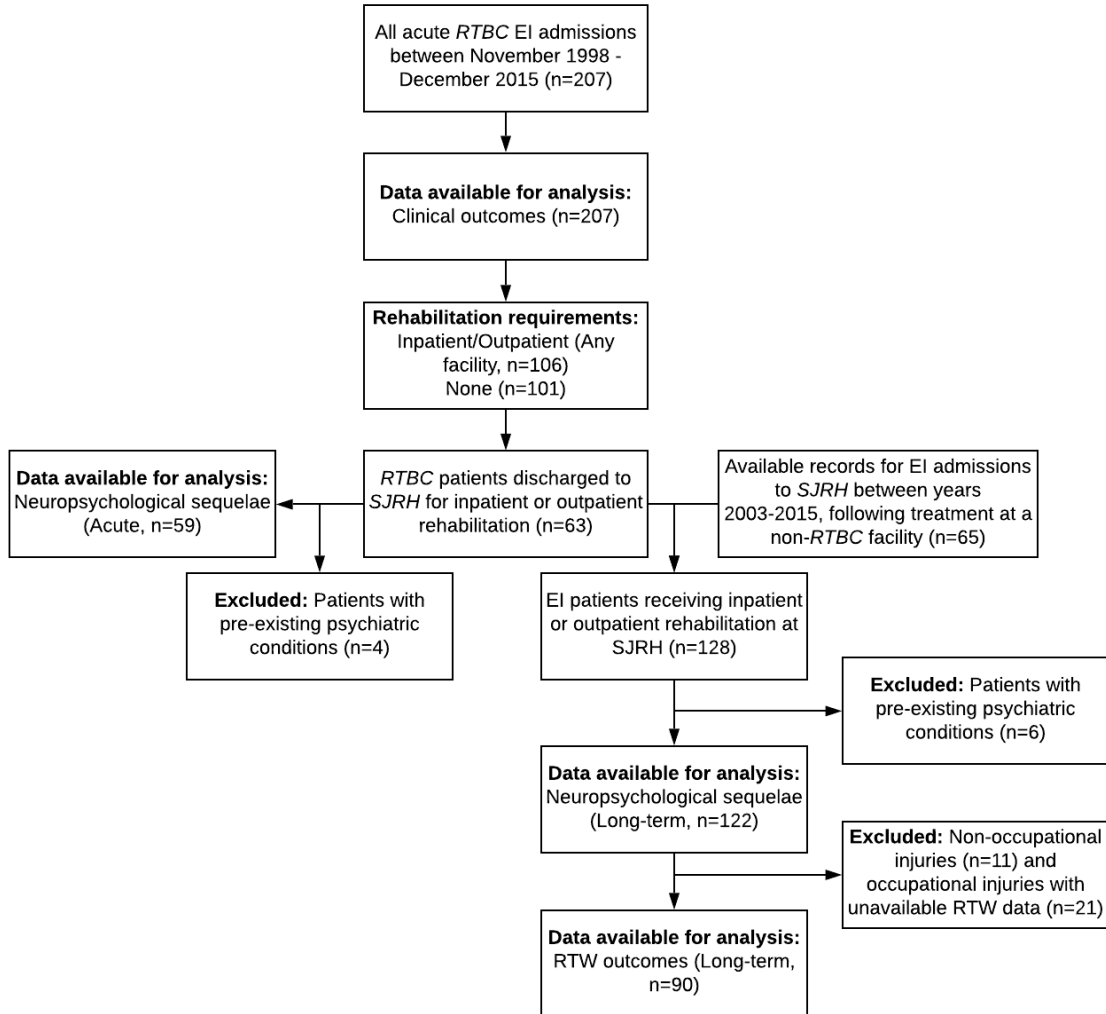 All acute RTBC EI admissions
between November 1998 -
December 2015 (n=207)
Data available for analysis:
Clinical outcomes (n=207)
Rehabilitation requirements:
Inpatient/Outpatient (Any
facility, n=106)
None (n=101)
Data available for analysis:
Neuropsychological sequelae
(Acute, n=59)
RTBC patients discharged to
SJRH for inpatient or outpatient
rehabilitation (n=63)
Available records for EI admissions
to SJRH between years
2003-2015, following treatment at a
non-RTBC facility (n=65)
Excluded: Patients with
pre-existing psychiatric
conditions (n=4)
EI patients receiving inpatient
or outpatient rehabilitation at
SJRH (n=128)
Excluded: Patients with
pre-existing psychiatric
conditions (n=6)
Data available for analysis:
Neuropsychological sequelae
(Long-term, n=122)
Excluded: Non-occupational
injuries (n=11) and
occupational injuries with
unavailable RTW data (n=21)
Data available for analysis:
RTW outcomes (Long-term,
n=90)